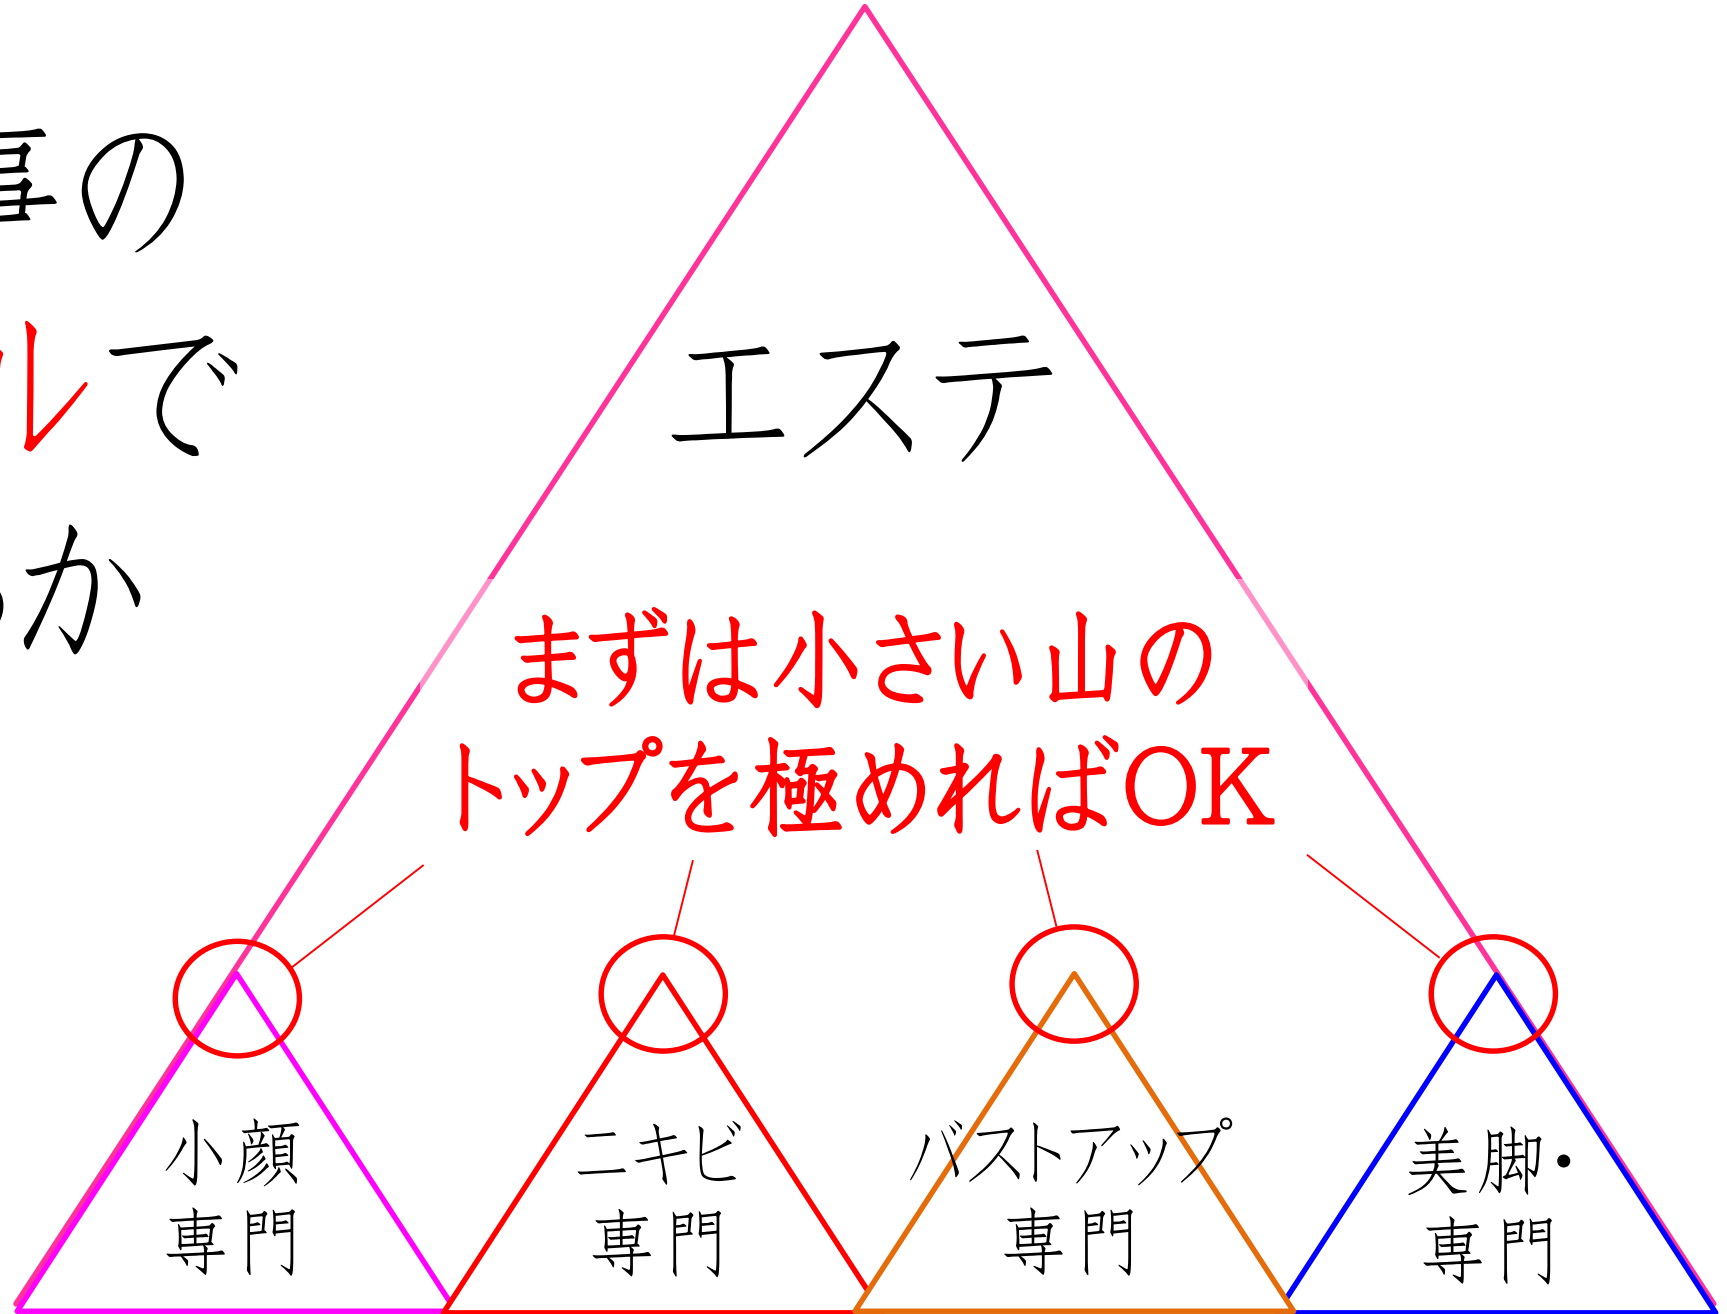 事の
ルで
か
エステ
まずは小さい山の
トップを極めればOK
小顔
専門
ニキビ
専門
バストアップ
専門
美脚・
専門